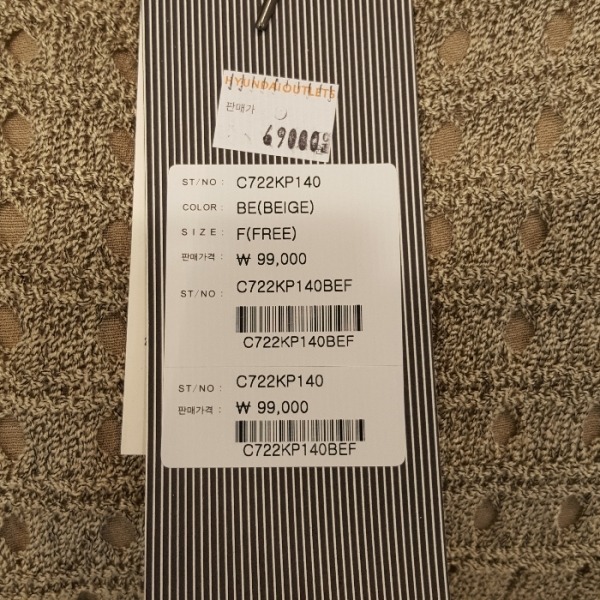 HYUNDAI OUTLETS
판매가
69000원
ST/NO : C722KP140
COLOR: BE(BEIGE)
SIZE : F(FREE)
판매가격 : ₩ 99,000
ST/NO : C722KP140BEF
C722KP140BEF
ST/NO : C722KP140
판매가격 : ₩ 99,000
C722KP140BEF